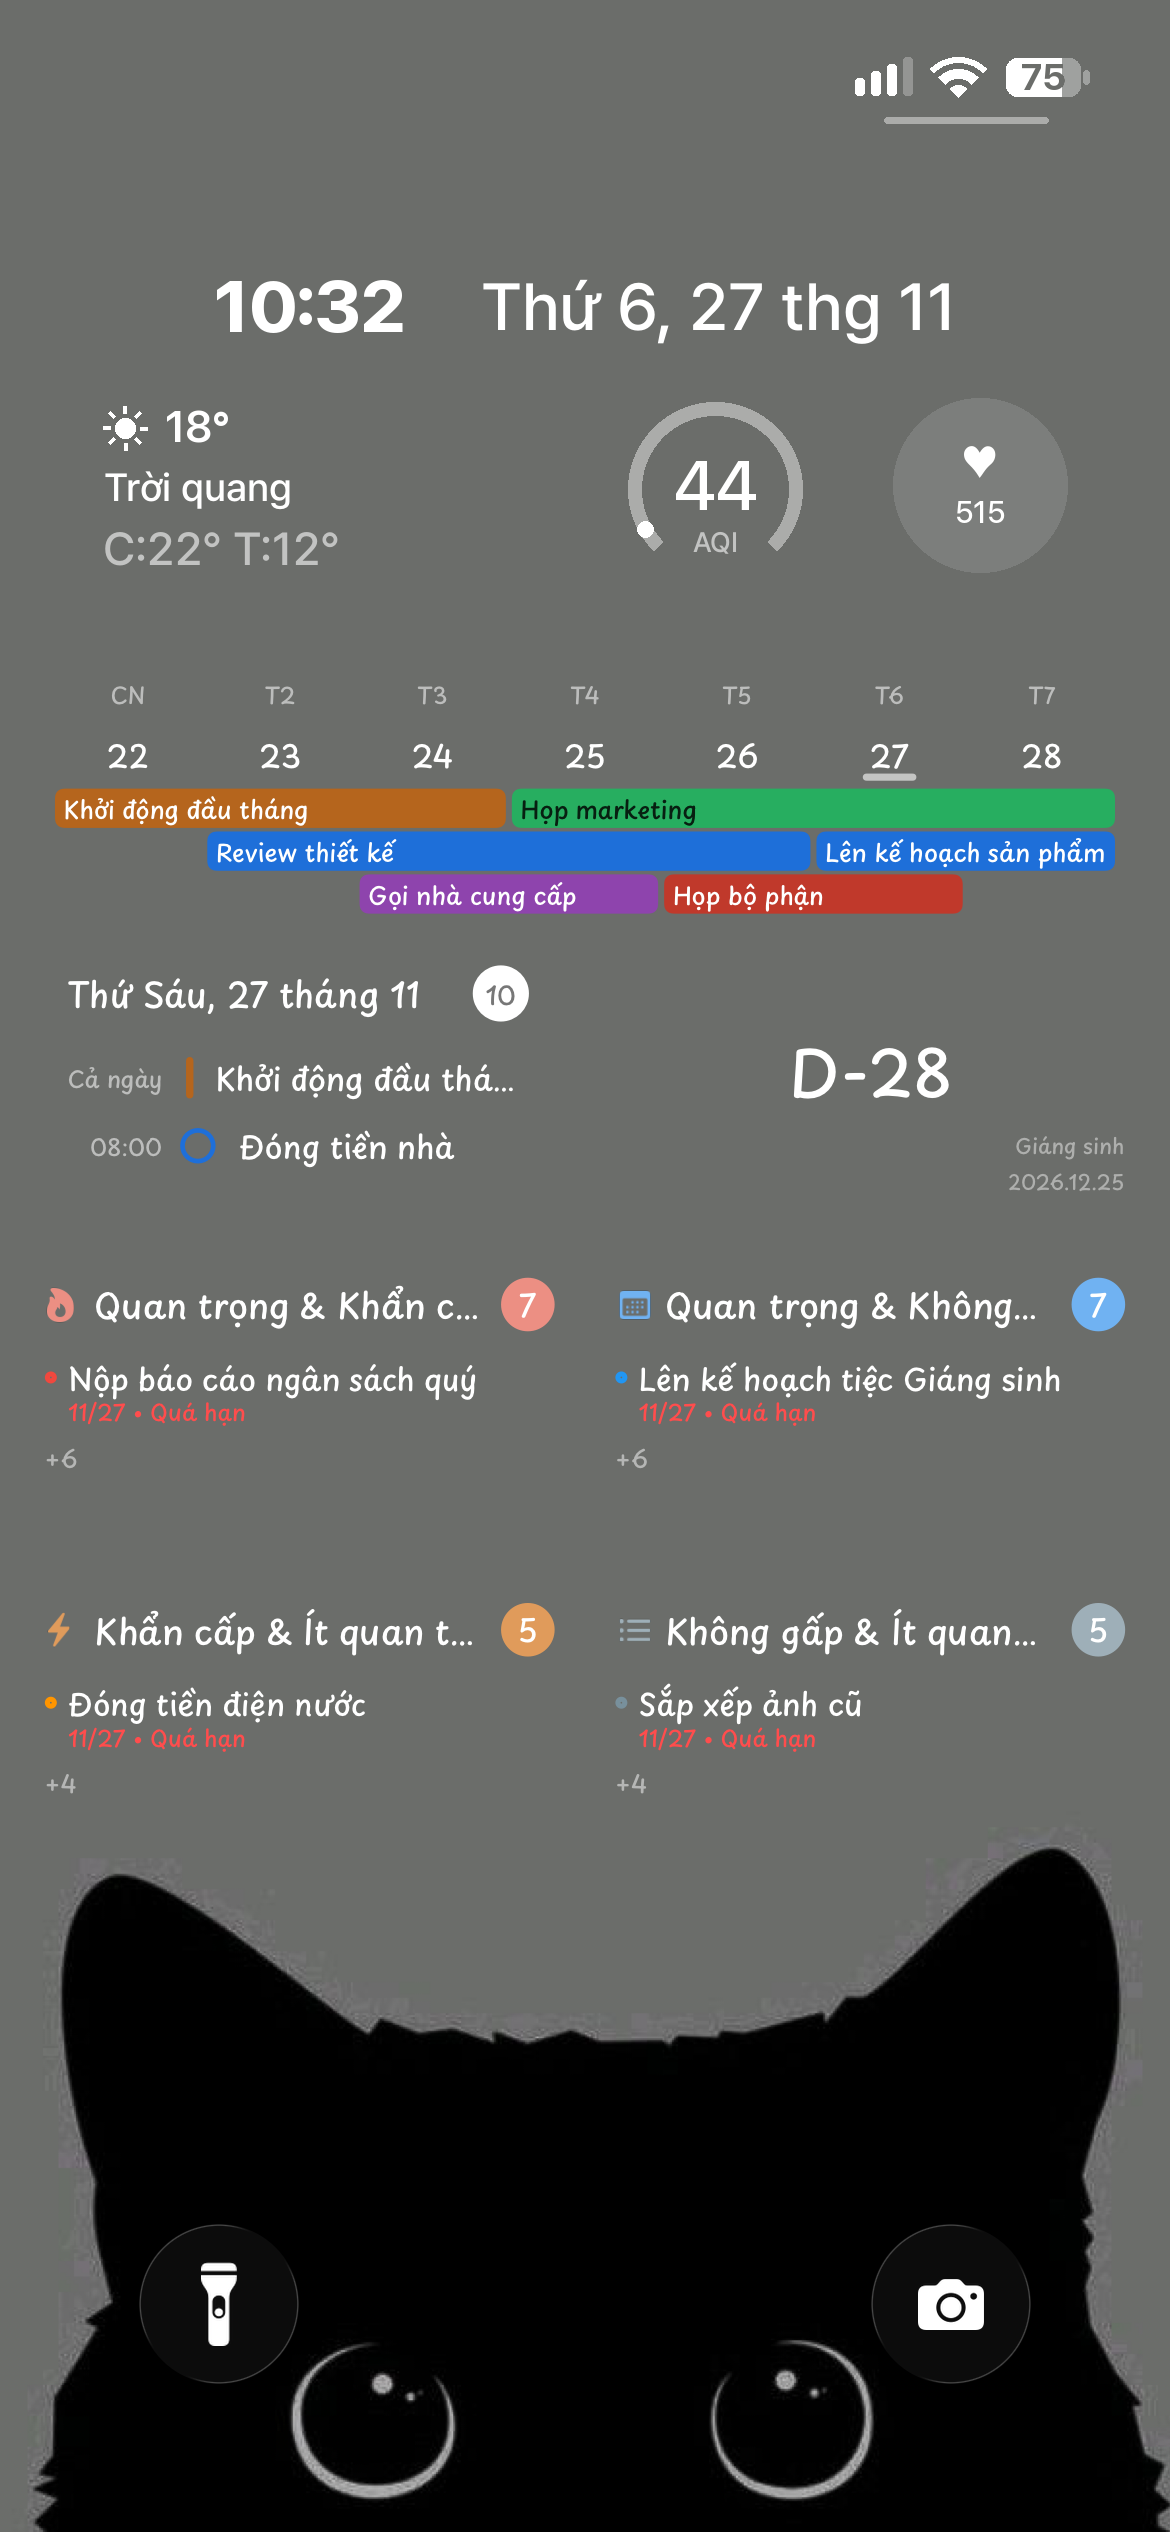 75
10:32 Thứ 6, 27 thg 11
18°
Trời quang
C:22° T:12°
44
AQI
515
CN T2 T3 T4 T5 T6 T7
22 23 24 25 26 27 28
Khởi động đầu tháng Họp marketing
Review thiết kế Lên kế hoạch sản phẩm
Gọi nhà cung cấp Họp bộ phận
Thứ Sáu, 27 tháng 11 10
Cả ngày Khởi động đầu thá...
08:00 Đóng tiền nhà
D-28
Giáng sinh
2026.12.25
Quan trọng & Khẩn c... 7
Nộp báo cáo ngân sách quý
11/27 • Quá hạn
+6
Quan trọng & Không... 7
Lên kế hoạch tiệc Giáng sinh
11/27 • Quá hạn
+6
Khẩn cấp & Ít quan t... 5
Đóng tiền điện nước
11/27 • Quá hạn
+4
Không gấp & Ít quan... 5
Sắp xếp ảnh cũ
11/27 • Quá hạn
+4